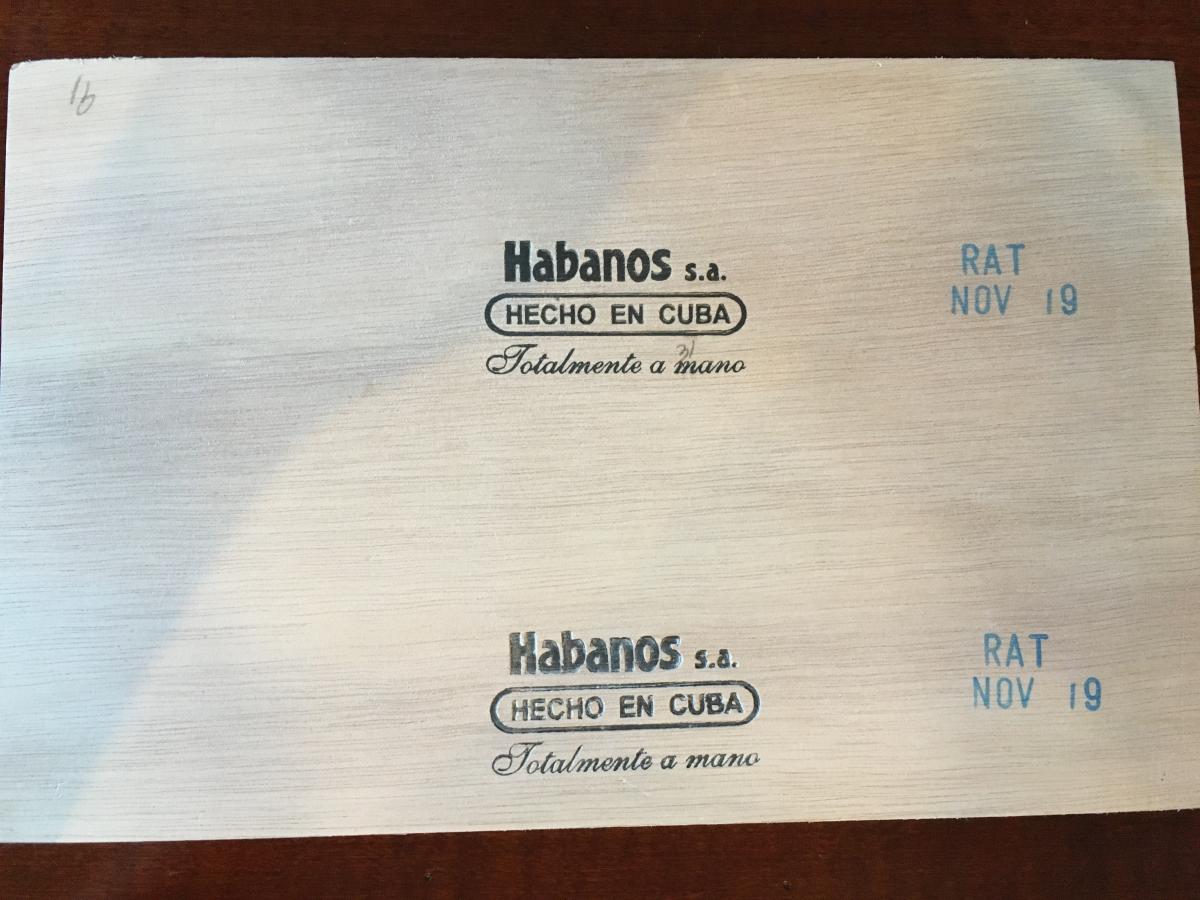 16
Habanos s.a.
HECHO EN CUBA
Totalmente a mano
31
RAT
NOV 19
Habanos s.a.
HECHO EN CUBA
Totalmente a mano
RAT
NOV 19